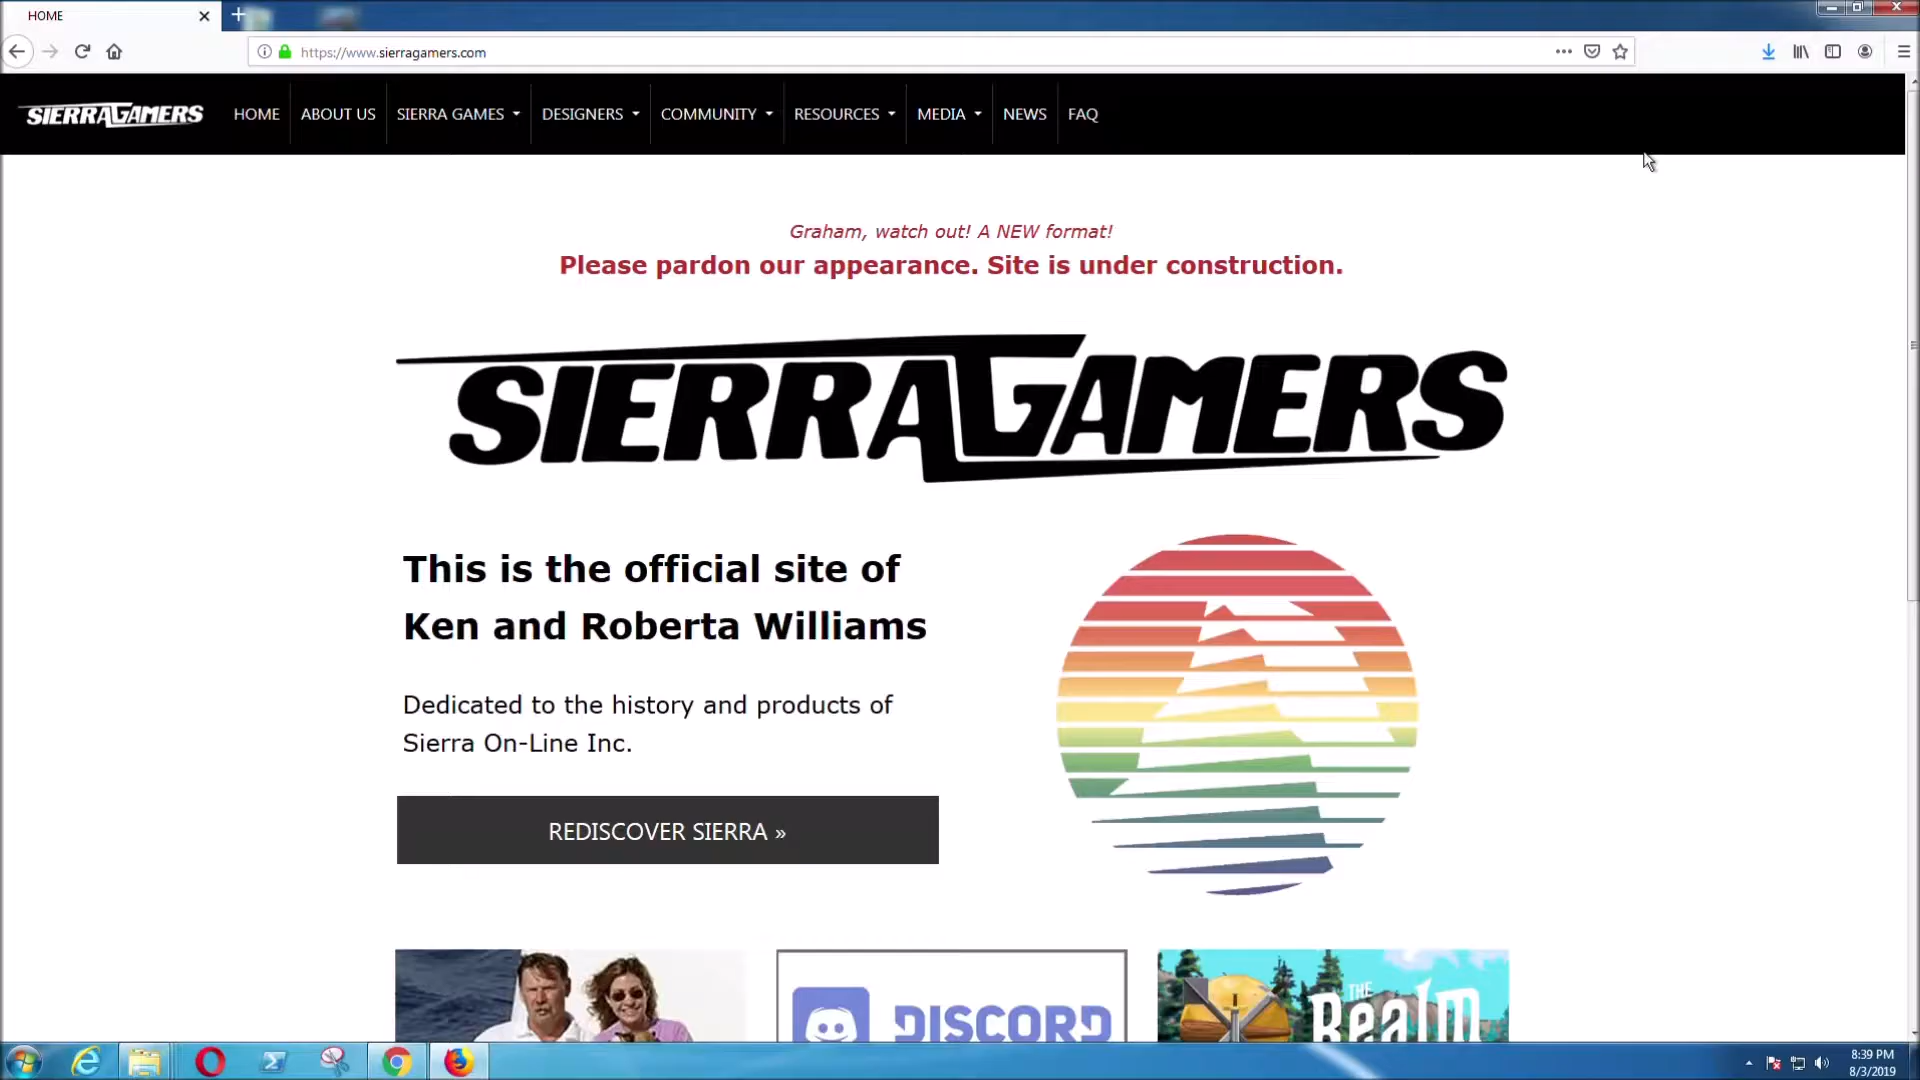 HOME
https://www.sierragamers.com
SIERRAGAMERS HOME ABOUT US SIERRA GAMES DESIGNERS COMMUNITY RESOURCES MEDIA NEWS FAQ
Graham, watch out! A NEW format!
Please pardon our appearance. Site is under construction.
SIERRAGAMERS
This is the official site of
Ken and Roberta Williams
Dedicated to the history and products of
Sierra On-Line Inc.
REDISCOVER SIERRA »
DISCORD
THE
REALM
8:39 PM
8/3/2019